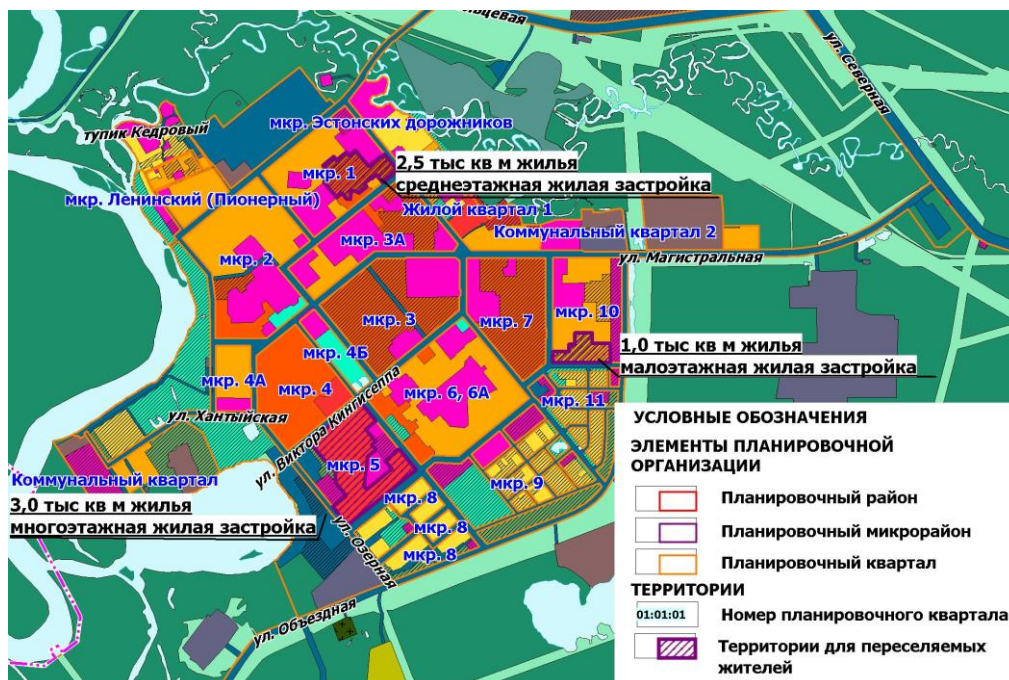 льцевая
ул. Северная
тупик Кедровый
мкр. Эстонских дорожников
мкр. 1
2,5 тыс кв м жилья
среднеэтажная жилая застройка
мкр. Ленинский (Пионерный)
Жилой квартал 1
Коммунальный квартал 2
мкр. 3А
ул. Магистральная
мкр. 2
мкр. 3
мкр. 7
мкр. 10
мкр. 4Б
1,0 тыс кв м жилья
малоэтажная жилая застройка
мкр. 4А
мкр. 4
мкр. 6, 6А
мкр. 11
ул. Хантыйская
ул. Виктора Кингисеппа
Коммунальный квартал
мкр. 5
мкр. 9
3,0 тыс кв м жилья
многоэтажная жилая застройка
мкр. 8
мкр. 8
мкр. 8
ул. Озерная
ул. Объездная
УСЛОВНЫЕ ОБОЗНАЧЕНИЯ
ЭЛЕМЕНТЫ ПЛАНИРОВОЧНОЙ
ОРГАНИЗАЦИИ
Планировочный район
Планировочный микрорайон
Планировочный квартал
ТЕРРИТОРИИ
01:01:01 Номер планировочного квартала
Территории для переселяемых
жителей